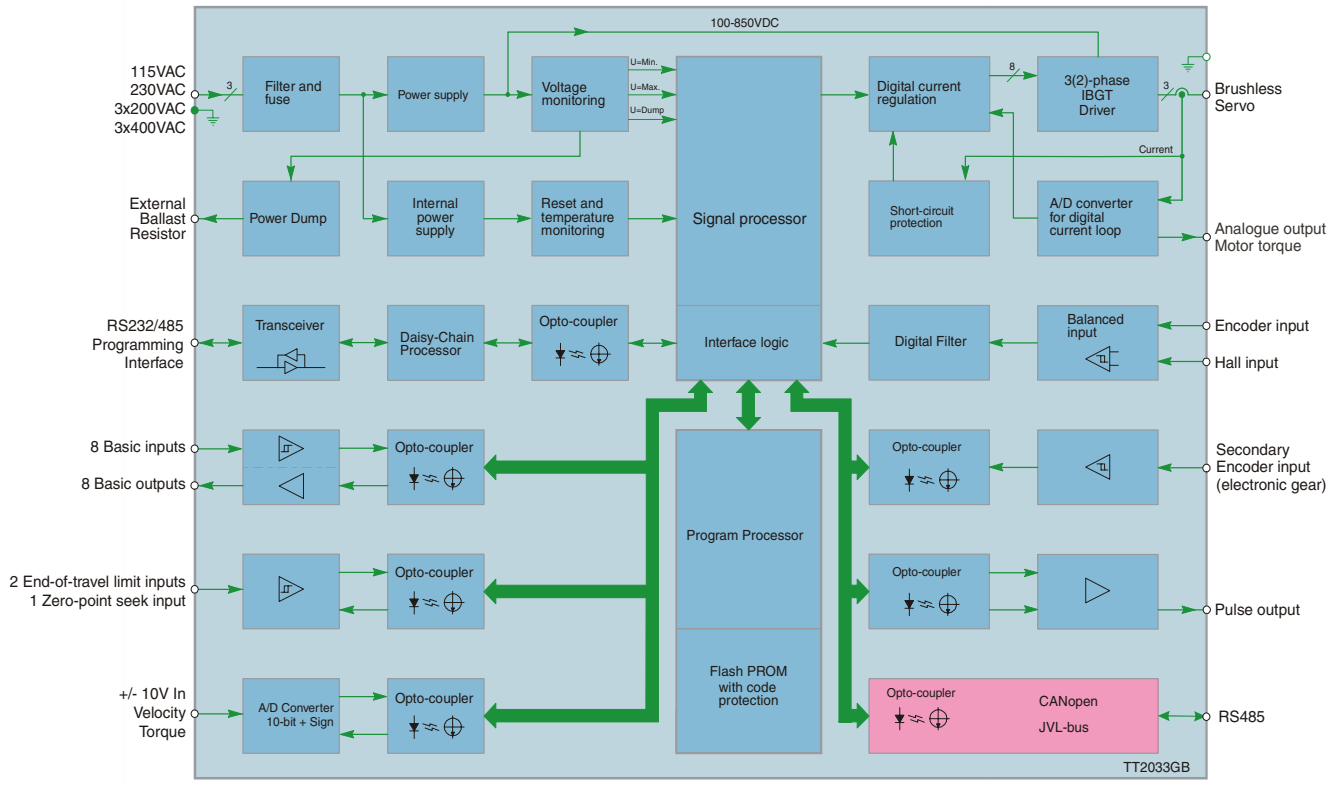 100-850VDC
115VAC
230VAC
3x200VAC
3x400VAC
3
Filter and
fuse
Power supply
Voltage
monitoring
U=Min.
U=Max.
U=Dump
Digital current
regulation
8
3(2)-phase
IBGT
Driver
3
Brushless
Servo
Current
External
Ballast
Resistor
Power Dump
Internal
power
supply
Reset and
temperature
monitoring
Signal processor
Short-circuit
protection
A/D converter
for digital
current loop
Analogue output
Motor torque
RS232/485
Programming
Interface
Transceiver
Daisy-Chain
Processor
Opto-coupler
Interface logic
Digital Filter
Balanced
input
Encoder input
Hall input
8 Basic inputs
8 Basic outputs
Opto-coupler
Opto-coupler
Secondary
Encoder input
(electronic gear)
Program Processor
2 End-of-travel limit inputs
1 Zero-point seek input
Opto-coupler
Opto-coupler
Pulse output
+/- 10V In
Velocity
Torque
A/D Converter
10-bit + Sign
Opto-coupler
Flash PROM
with code
protection
Opto-coupler
CANopen
JVL-bus
RS485
TT2033GB